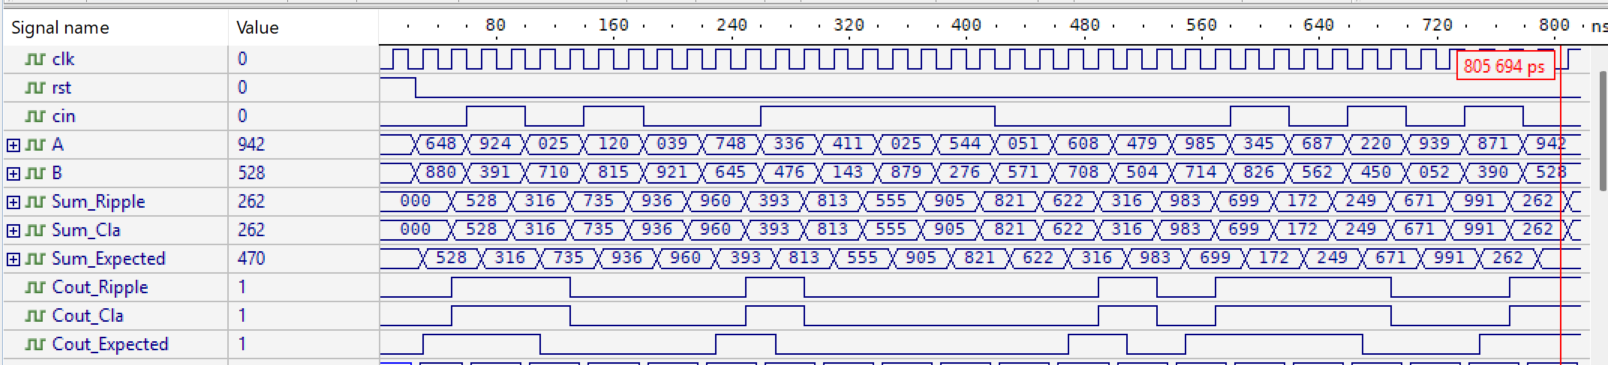 Signal name Value 80 160 240 320 400 480 560 640 720 800 ns
clk 0 805 694 ps
rst 0
cin 0
A 942 648 924 025 120 039 748 336 411 025 544 051 608 479 985 345 687 220 939 871 942
B 528 880 391 710 815 921 645 476 143 879 276 571 708 504 714 826 562 450 052 390 528
Sum_Ripple 262 000 528 316 735 936 960 393 813 555 905 821 622 316 983 699 172 249 671 991 262
Sum_Cla 262 000 528 316 735 936 960 393 813 555 905 821 622 316 983 699 172 249 671 991 262
Sum_Expected 470 528 316 735 936 960 393 813 555 905 821 622 316 983 699 172 249 671 991 262
Cout_Ripple 1
Cout_Cla 1
Cout_Expected 1